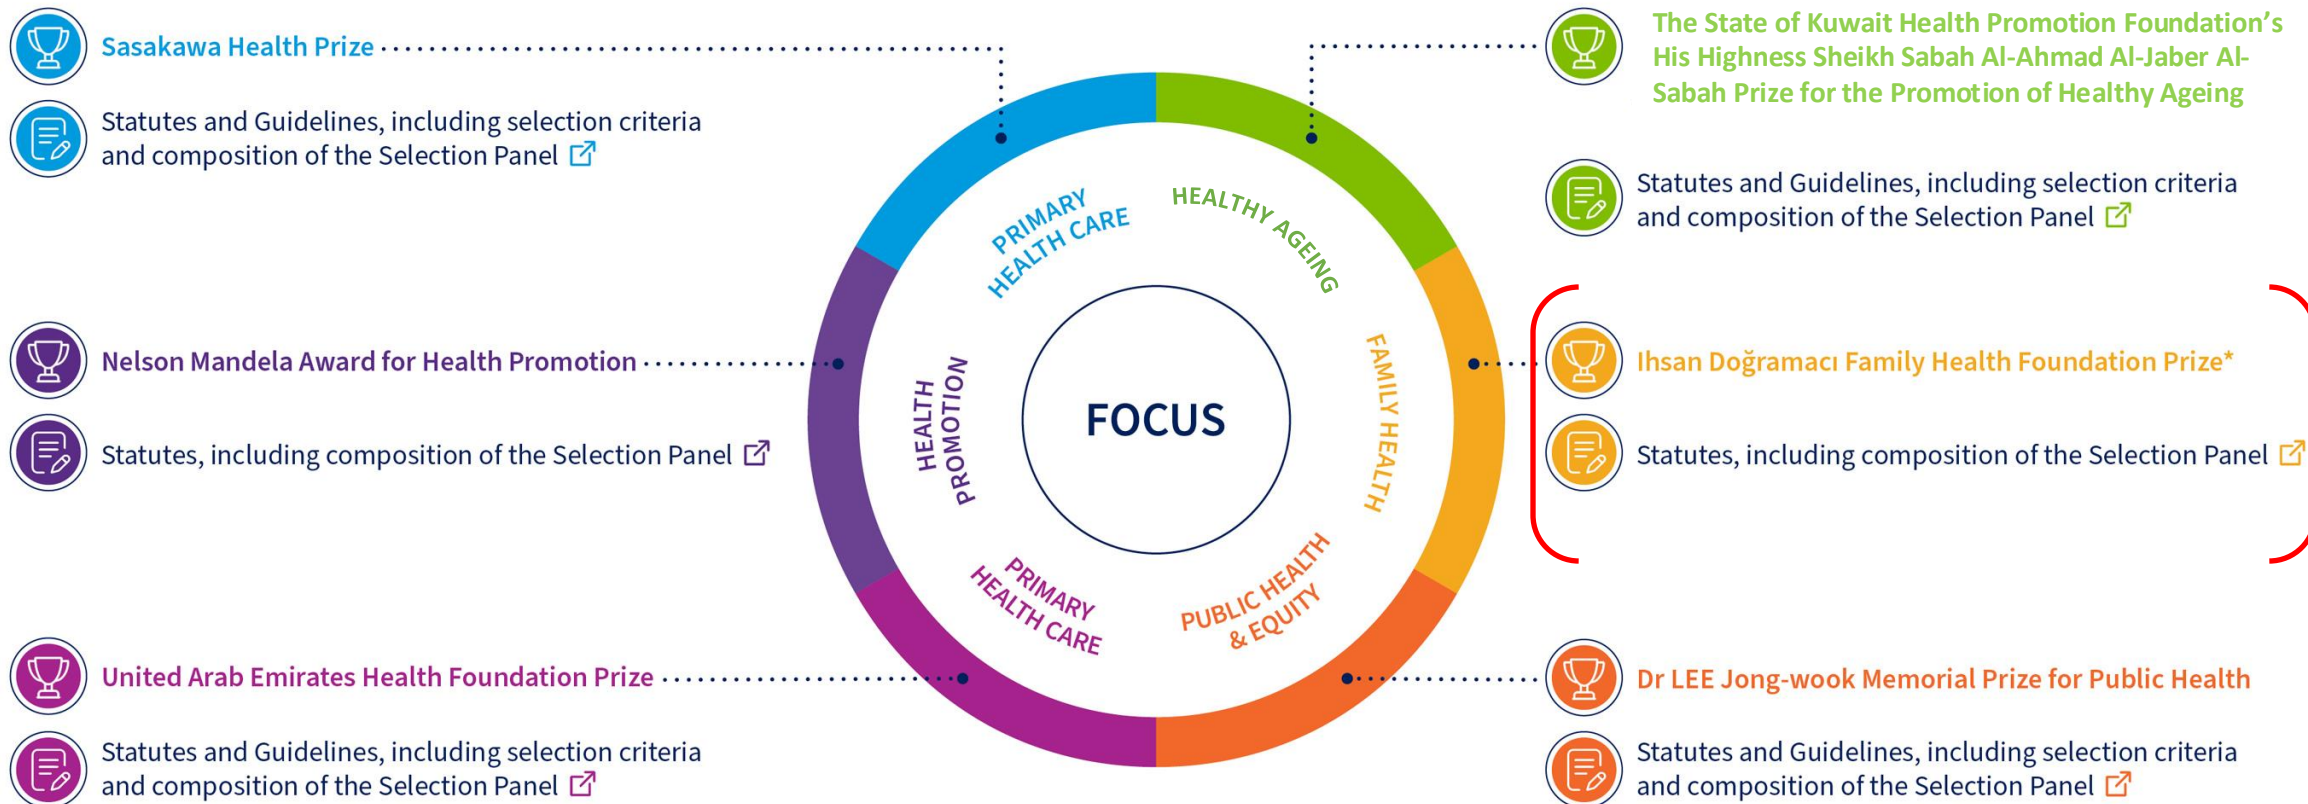 Sasakawa Health Prize
Statutes and Guidelines, including selection criteria
and composition of the Selection Panel
Nelson Mandela Award for Health Promotion
Statutes, including composition of the Selection Panel
United Arab Emirates Health Foundation Prize
Statutes and Guidelines, including selection criteria
and composition of the Selection Panel
PRIMARY
HEALTH CARE
HEALTHY AGEING
HEALTH
PROMOTION
FOCUS
FAMILY HEALTH
PRIMARY
HEALTH CARE
PUBLIC HEALTH
& EQUITY
The State of Kuwait Health Promotion Foundation’s
His Highness Sheikh Sabah Al-Ahmad Al-Jaber Al-
Sabah Prize for the Promotion of Healthy Ageing
Statutes and Guidelines, including selection criteria
and composition of the Selection Panel
Ihsan Doğramacı Family Health Foundation Prize*
Statutes, including composition of the Selection Panel
Dr LEE Jong-wook Memorial Prize for Public Health
Statutes and Guidelines, including selection criteria
and composition of the Selection Panel